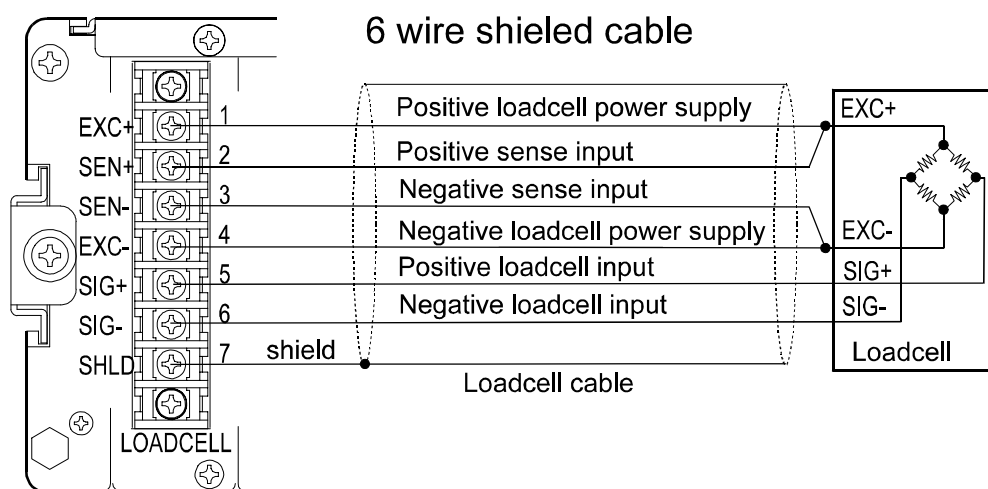 6 wire shieled cable
EXC+ 1 Positive loadcell power supply EXC+
SEN+ 2 Positive sense input
SEN- 3 Negative sense input
EXC- 4 Negative loadcell power supply EXC-
SIG+ 5 Positive loadcell input SIG+
SIG- 6 Negative loadcell input SIG-
SHLD 7 shield Loadcell
Loadcell cable
LOADCELL